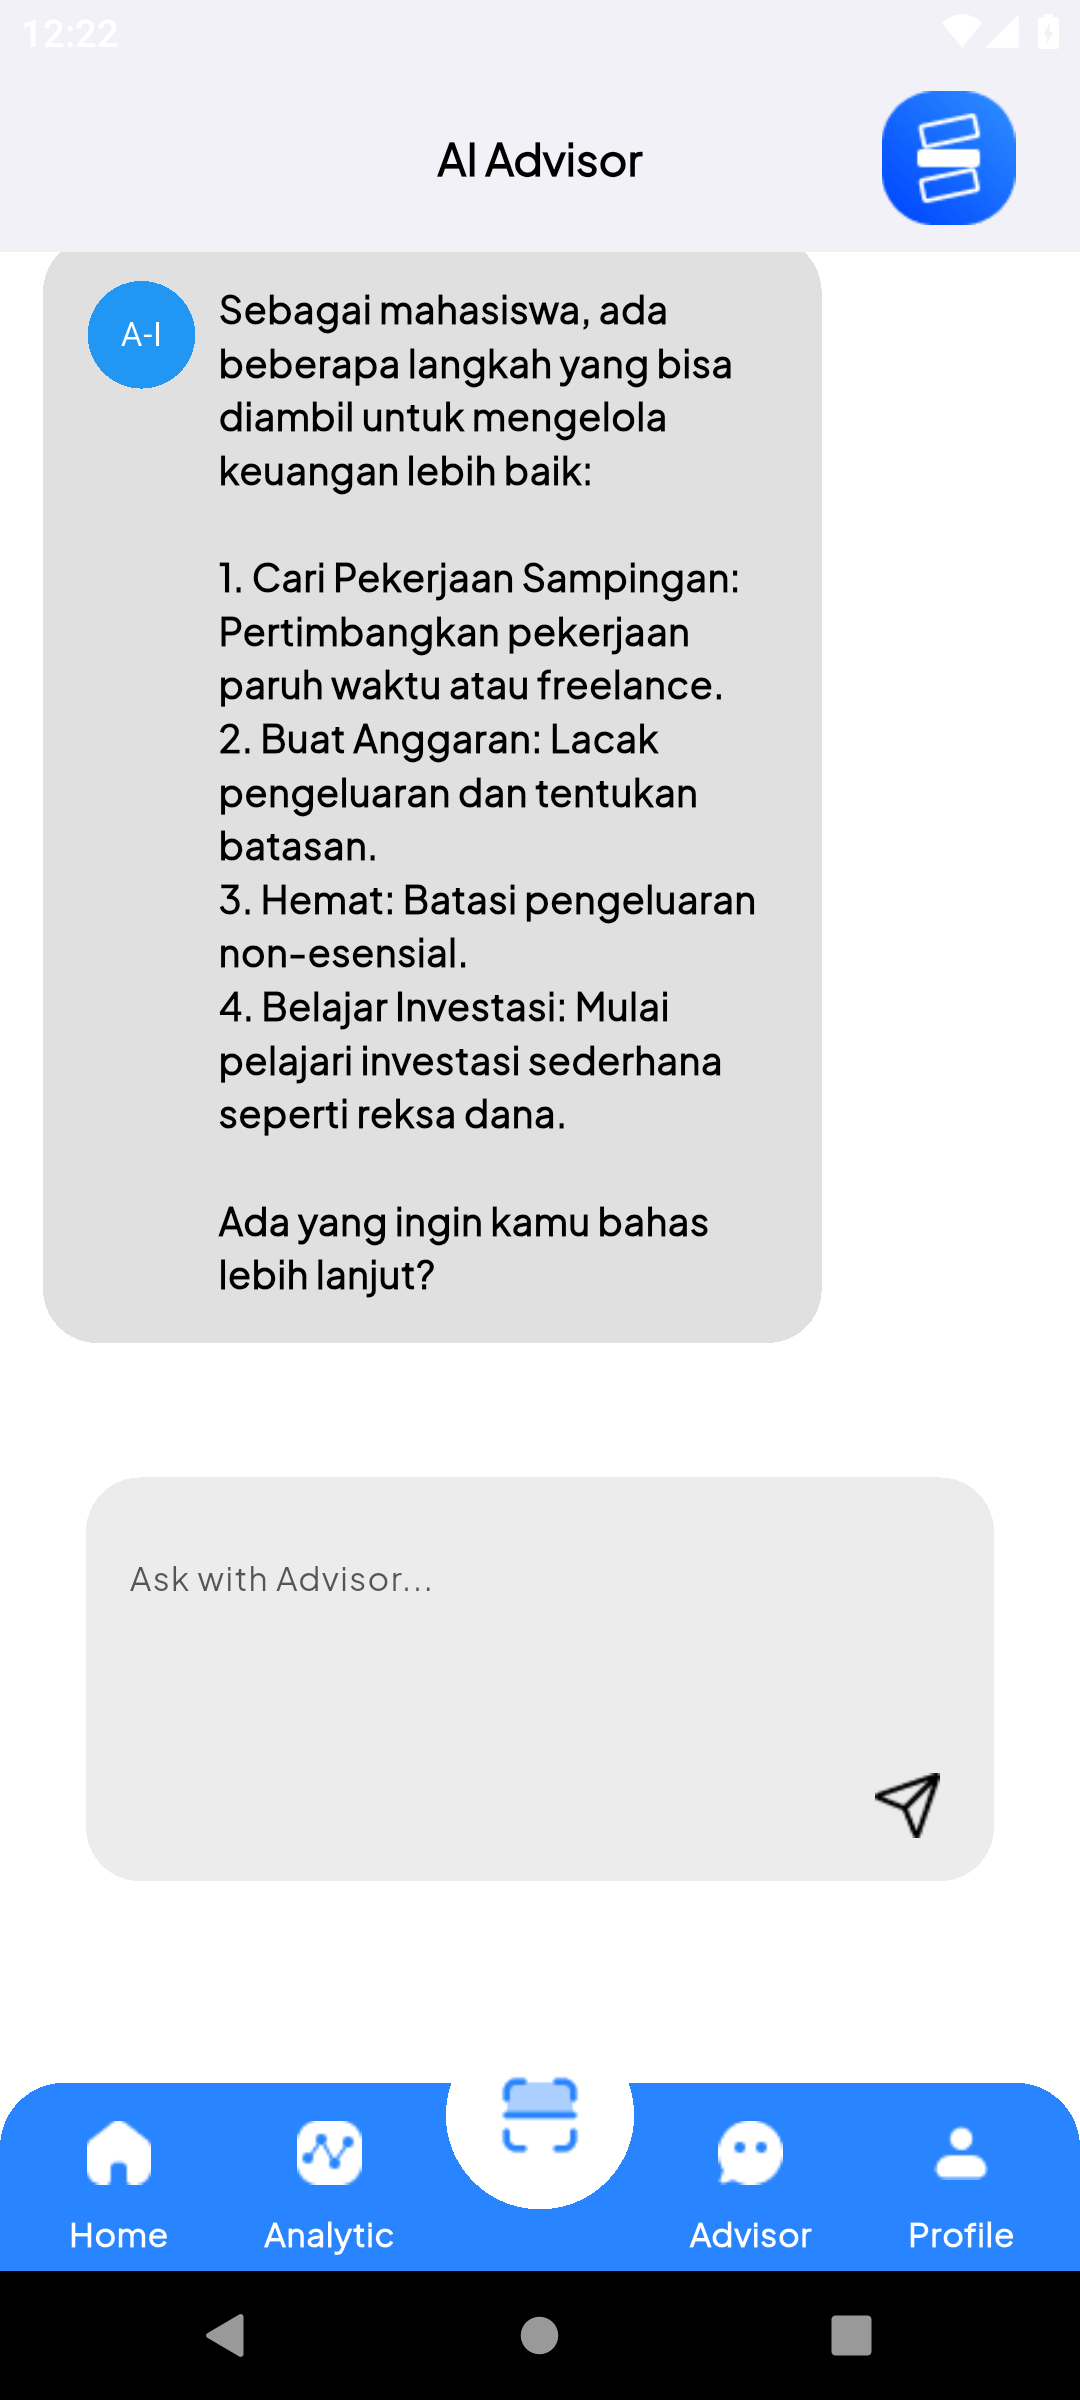 12:22
AI Advisor
A-I
Sebagai mahasiswa, ada
beberapa langkah yang bisa
diambil untuk mengelola
keuangan lebih baik:
1. Cari Pekerjaan Sampingan:
Pertimbangkan pekerjaan
paruh waktu atau freelance.
2. Buat Anggaran: Lacak
pengeluaran dan tentukan
batasan.
3. Hemat: Batasi pengeluaran
non-esensial.
4. Belajar Investasi: Mulai
pelajari investasi sederhana
seperti reksa dana.
Ada yang ingin kamu bahas
lebih lanjut?
Ask with Advisor...
Home
Analytic
Advisor
Profile